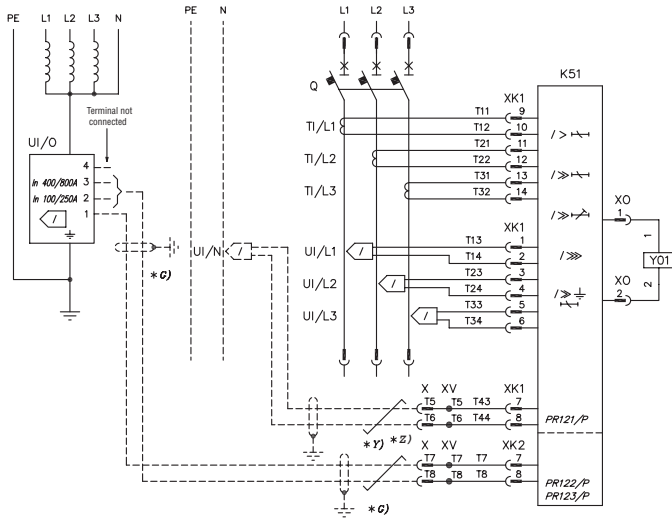 PE L1 L2 L3 N PE N L1 L2 L3
K51
Q
XK1
Terminal not
connected
T11 9
TI/L1 T12 10 I >
UI/O T21 11
TI/L2 T22 12
4 T31 13 I >>
In 400/800A 3 TI/L3 T32 14
In 100/250A 2 XO
1 I >> 1
I XK1 1
T13 1
*G) UI/N I UI/L1 I T14 2 I >>> Y01
T23 3
UI/L2 I T24 4 XO 2
T33 5 I >> 2
UI/L3 I T34 6
X XV XK1
T5 T5 T43 7
T6 T6 T44 8 PR121/P
*Y) *Z)
X XV XK2
T7 T7 T7 7
T8 T8 T8 8 PR122/P
PR123/P
*G)